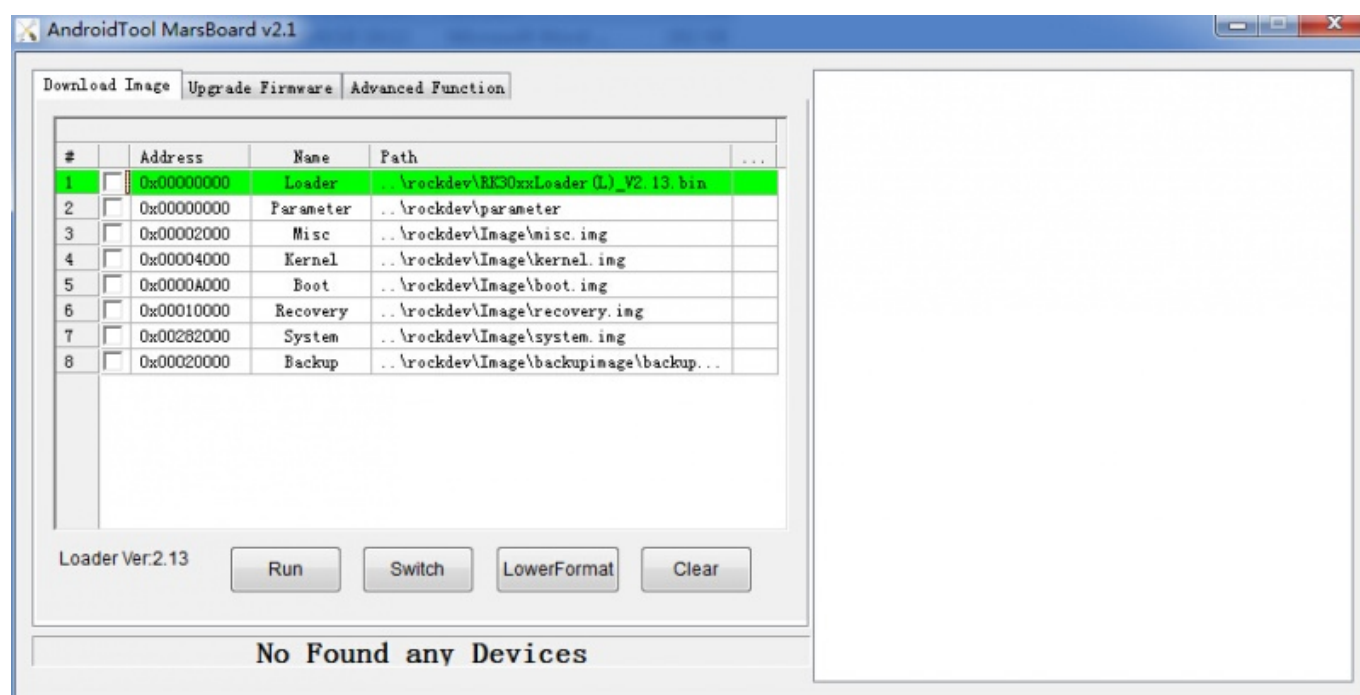 AndroidTool MarsBoard v2.1
Download Image Upgrade Firmware Advanced Function
# Address Name Path ...
1 0x00000000 Loader ..\rockdev\RK30xxLoader(L)_V2.13.bin
2 0x00000000 Parameter ..\rockdev\parameter
3 0x00002000 Misc ..\rockdev\Image\misc.img
4 0x00004000 Kernel ..\rockdev\Image\kernel.img
5 0x0000A000 Boot ..\rockdev\Image\boot.img
6 0x00010000 Recovery ..\rockdev\Image\recovery.img
7 0x00282000 System ..\rockdev\Image\system.img
8 0x00020000 Backup ..\rockdev\Image\backupimage\backup...
Loader Ver:2.13 Run Switch LowerFormat Clear
No Found any Devices